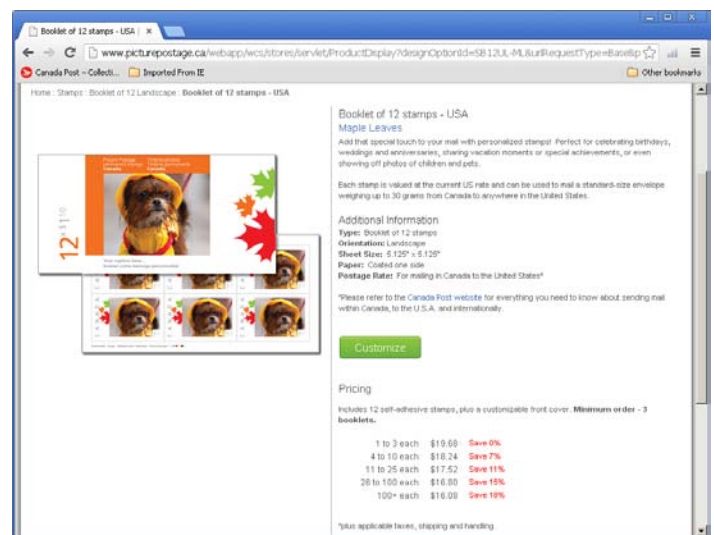 Booklet of 12 stamps - USA |
www.picturepostage.ca/webapp/wcs/stores/servlet/ProductDisplay?designOptionId=SB12UL-ML&urlRequestType=Base&p
Canada Post – Collecti...
Imported From IE
Other bookmarks
Home : Stamps : Booklet of 12 Landscape : Booklet of 12 stamps - USA
12 x $1.10
Picture Postage
Canada
Canada
Booklet of 12 stamps - USA
Maple Leaves
Add that special touch to your mail with personalized stamps! Perfect for celebrating birthdays,
weddings and anniversaries, sharing vacation moments or special achievements, or even
showing off photos of children and pets.
Each stamp is valued at the current US rate and can be used to mail a standard-size envelope
weighing up to 30 grams from Canada to anywhere in the United States.
Additional Information
Type: Booklet of 12 stamps
Orientation: Landscape
Sheet Size: 5.125" x 5.125"
Paper: Coated one side
Postage Rate: For mailing in Canada to the United States*
*Please refer to the Canada Post website for everything you need to know about sending mail
within Canada, to the U.S.A. and internationally.
Customize
Pricing
Includes 12 self-adhesive stamps, plus a customizable front cover. Minimum order - 3
booklets.
1 to 3 each $19.68 Save 0%
4 to 10 each $18.24 Save 7%
11 to 25 each $17.52 Save 11%
26 to 100 each $16.80 Save 15%
100+ each $16.08 Save 18%
*plus applicable taxes, shipping and handling.